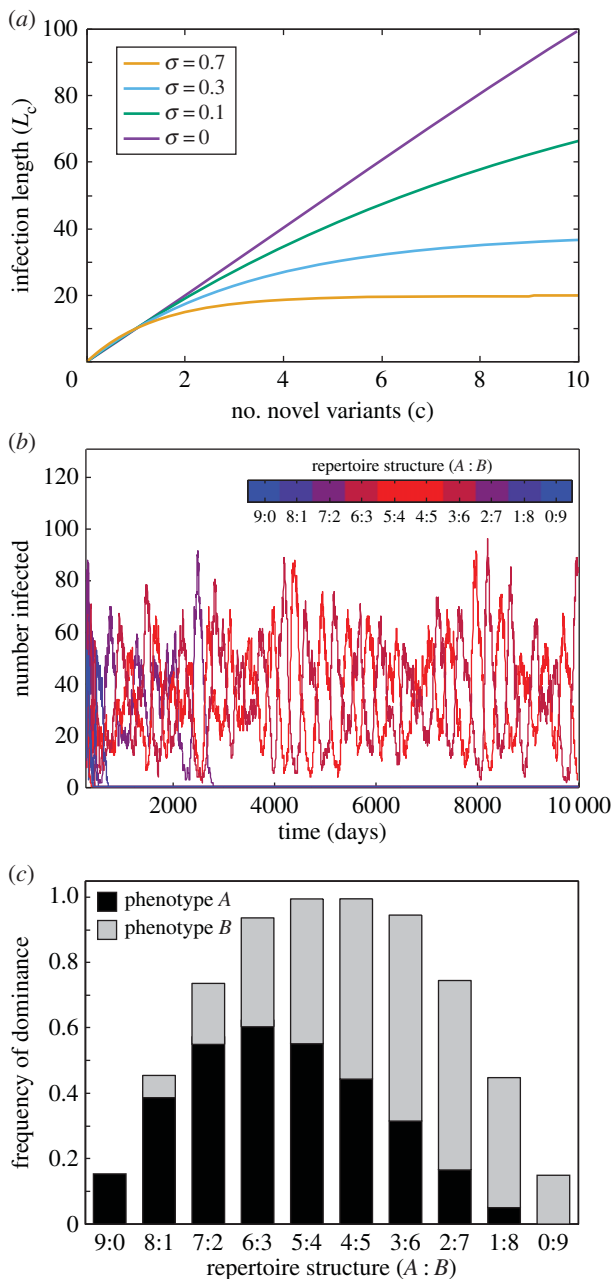 (a)
100
80
60
40
20
0
2
4
6
8
10
infection length (Lc)
no. novel variants (c)
σ = 0.7
σ = 0.3
σ = 0.1
σ = 0
(b)
repertoire structure (A : B)
9:0 8:1 7:2 6:3 5:4 4:5 3:6 2:7 1:8 0:9
120
100
80
60
40
20
0
number infected
2000 4000 6000 8000 10 000
time (days)
(c)
phenotype A
phenotype B
1.0
0.8
0.6
0.4
0.2
0
frequency of dominance
9:0 8:1 7:2 6:3 5:4 4:5 3:6 2:7 1:8 0:9
repertoire structure (A : B)